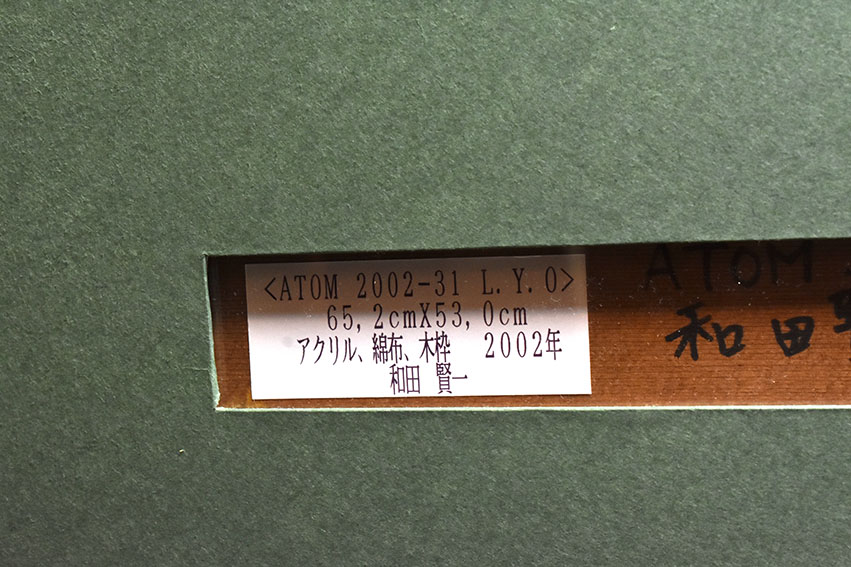 <ATOM 2002-31 L.Y.O>
65,2cmX53,0cm
アクリル、綿布、木枠　2002年
和田　賢一
ATOM
和田